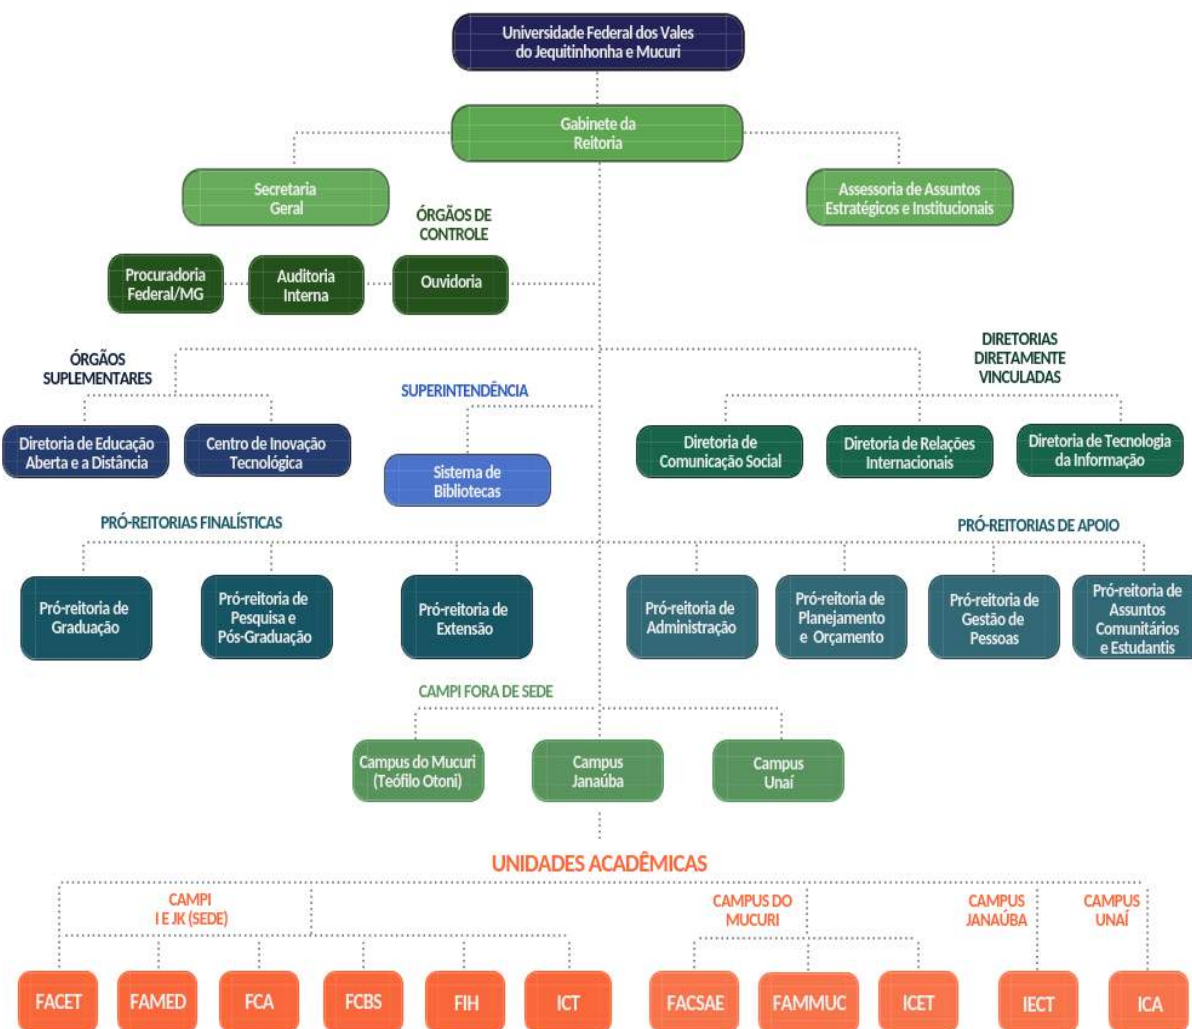 Universidade Federal dos Vales
do Jequitinhonha e Mucuri
Gabinete da
Reitoria
Secretaria
Geral
Assessoria de Assuntos
Estratégicos e Institucionais
ÓRGÃOS DE
CONTROLE
Procuradoria
Federal/MG
Auditoria
Interna
Ouvidoria
ÓRGÃOS
SUPLEMENTARES
SUPERINTENDÊNCIA
DIRETORIAS
DIRETAMENTE
VINCULADAS
Diretoria de Educação
Aberta e a Distância
Centro de Inovação
Tecnológica
Sistema de
Bibliotecas
Diretoria de
Comunicação Social
Diretoria de Relações
Internacionais
Diretoria de Tecnologia
da Informação
PRÓ-REITORIAS FINALÍSTICAS
PRÓ-REITORIAS DE APOIO
Pró-reitoria de
Graduação
Pró-reitoria de
Pesquisa e
Pós-Graduação
Pró-reitoria de
Extensão
Pró-reitoria de
Administração
Pró-reitoria de
Planejamento
e Orçamento
Pró-reitoria de
Gestão de
Pessoas
Pró-reitoria de
Assuntos
Comunitários
e Estudantis
CAMPI FORA DE SEDE
Campus do Mucuri
(Teófilo Otoni)
Campus
Janaúba
Campus
Unaí
UNIDADES ACADÊMICAS
CAMPI
I E JK (SEDE)
CAMPUS DO
MUCURI
CAMPUS
JANAÚBA
CAMPUS
UNAÍ
FACET
FAMED
FCA
FCBS
FIH
ICT
FACSAE
FAMMUC
ICET
IECT
ICA